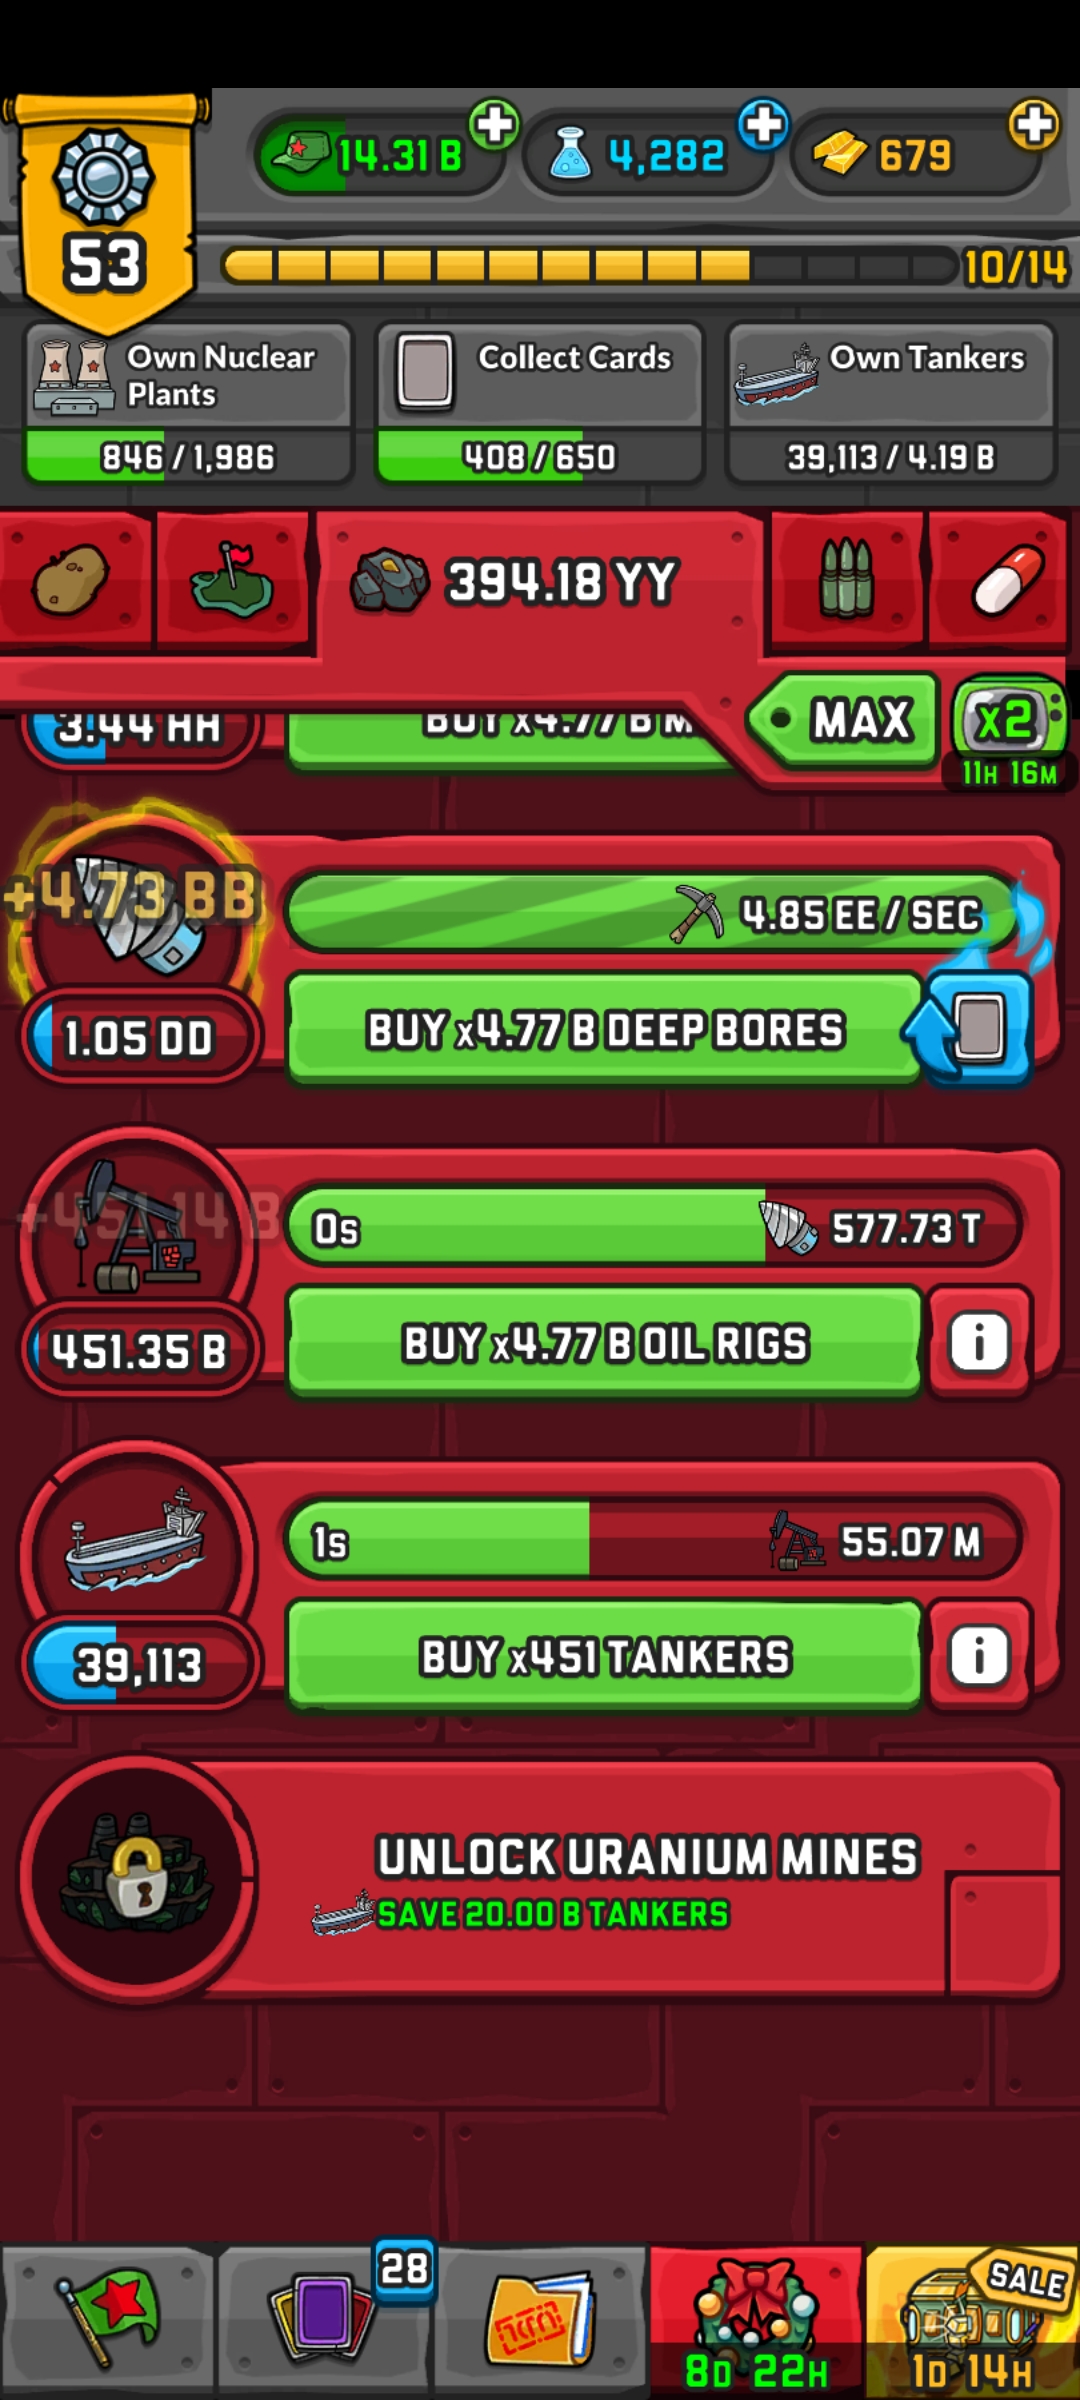 14.31 B
4,282
679
53
10/14
Own Nuclear
Plants
846 / 1,986
Collect Cards
408 / 650
Own Tankers
39,113 / 4.19 B
394.18 YY
MAX
x2
11H 16M
3.44 HH
BUY x4.77 B M
+4.73 BB
4.85 EE / SEC
1.05 DD
BUY x4.77 B DEEP BORES
+451.14 B
0s
577.73 T
451.35 B
BUY x4.77 B OIL RIGS
i
1s
55.07 M
39,113
BUY x451 TANKERS
i
UNLOCK URANIUM MINES
SAVE 20.00 B TANKERS
28
SALE
8D 22H
1D 14H